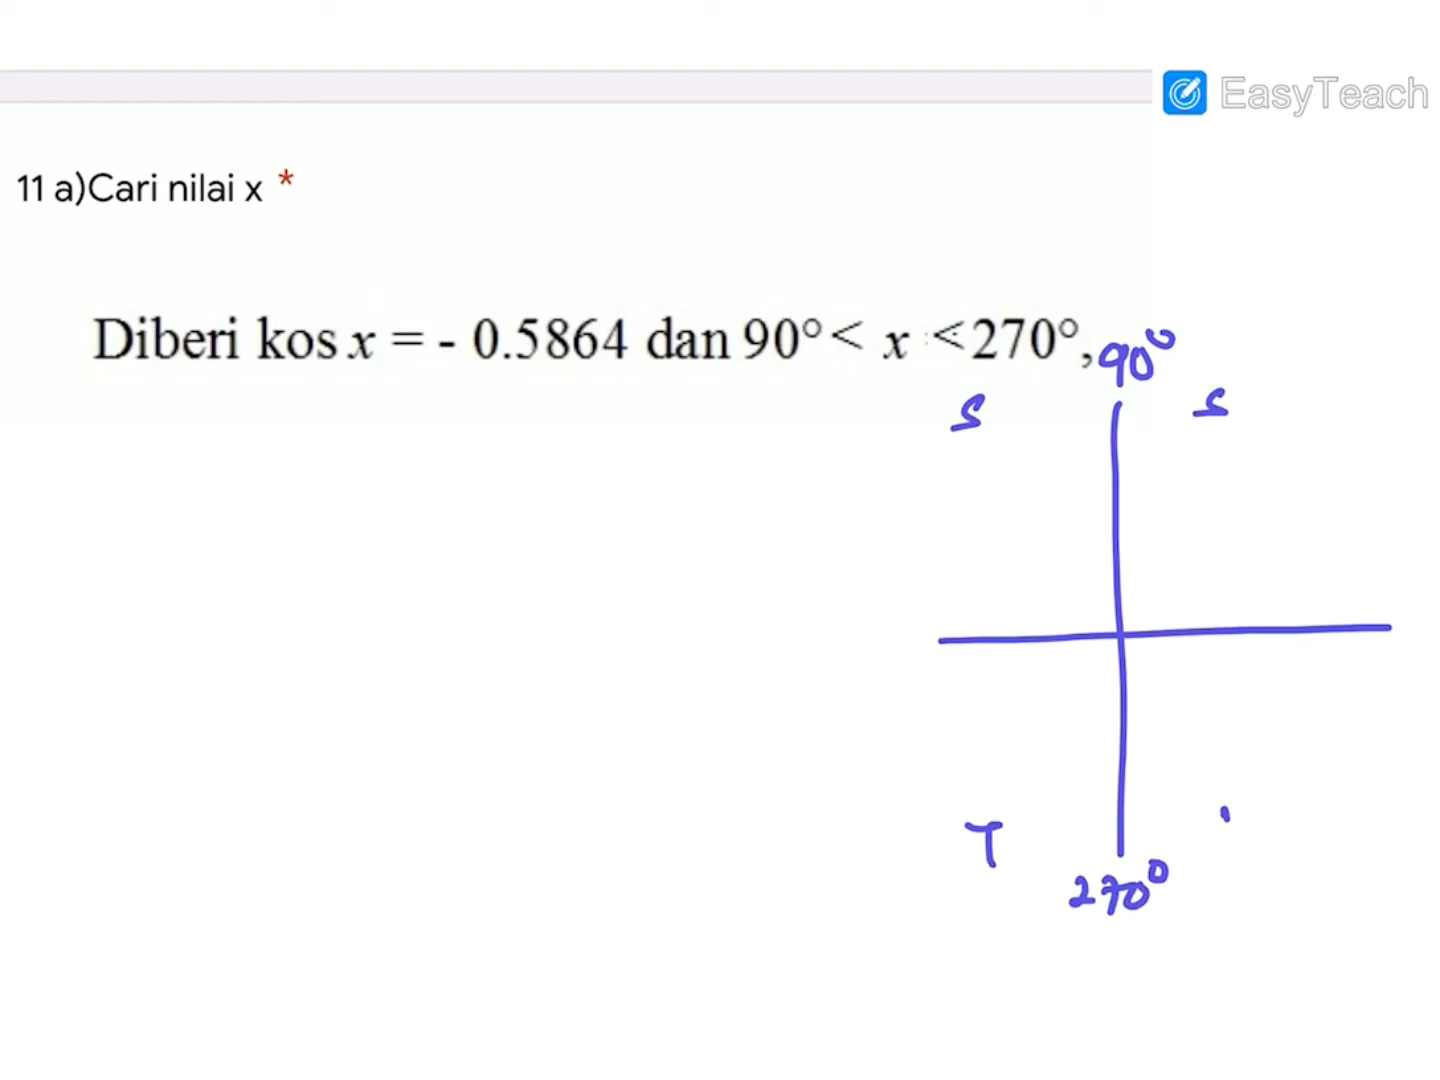 EasyTeach
11 a)Cari nilai x *
Diberi kos x = - 0.5864 dan 90° < x < 270°,
90°
S S
T
270°